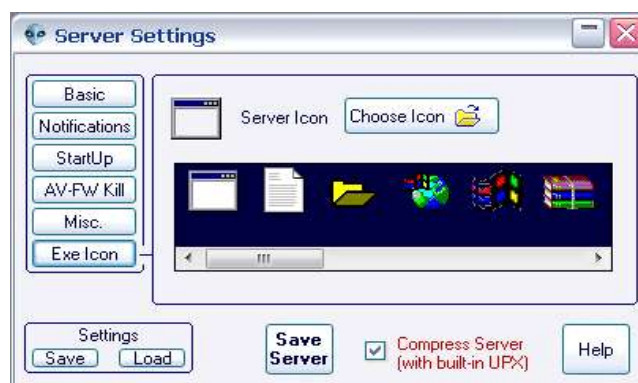 Server Settings
Basic
Notifications
StartUp
AV-FW Kill
Misc.
Exe Icon
Server Icon
Choose Icon
Settings
Save
Load
Save
Server
Compress Server
(with built-in UPX)
Help